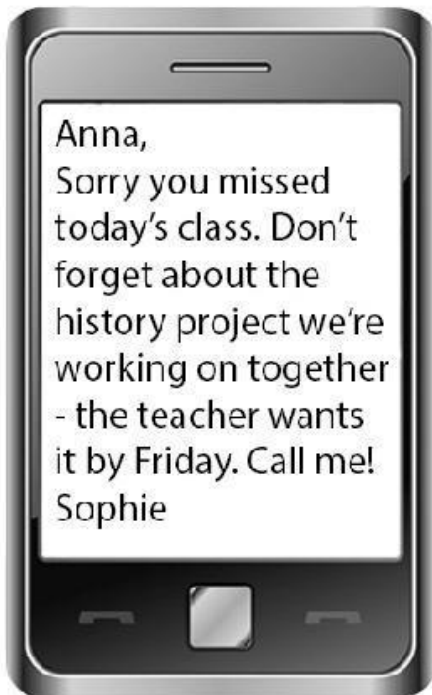 Anna,
Sorry you missed
today's class. Don't
forget about the
history project we're
working on together
- the teacher wants
it by Friday. Call me!
Sophie